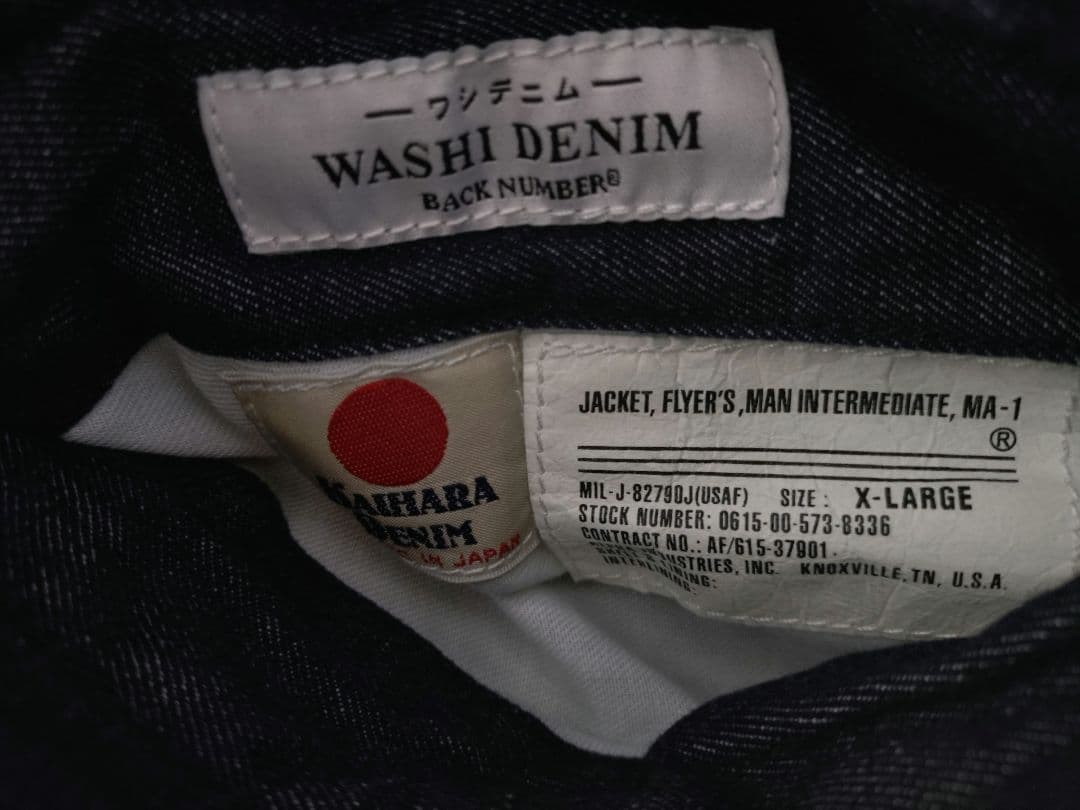 ワシデニム
WASHI DENIM
BACK NUMBER®
KAIHARA
DENIM
IN JAPAN
JACKET, FLYER'S, MAN INTERMEDIATE, MA-1
®
MIL-J-82790J(USAF) SIZE : X-LARGE
STOCK NUMBER: 0615-00-573-8336
CONTRACT NO.: AF/615-37901.
INDUSTRIES, INC. KNOXVILLE, TN, U.S.A.
INTERLINING: